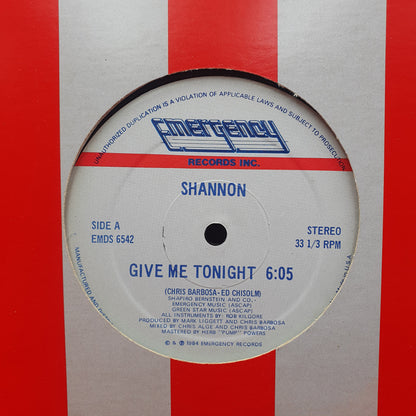 UNAUTHORIZED DUPLICATION IS A VIOLATION OF APPLICABLE LAWS AND SUBJECT TO PROSECUTION
Emergency
RECORDS INC.
SHANNON
SIDE A
EMDS 6542
STEREO
33 1/3 RPM
GIVE ME TONIGHT 6:05
(CHRIS BARBOSA-ED CHISOLM)
SHAPIRO BERNSTEIN AND CO.,
EMERGENCY MUSIC (ASCAP)
GREEN STAR MUSIC (ASCAP)
ALL INSTRUMENTS BY: ROB KILGORE
PRODUCED BY MARK LIGGETT AND CHRIS BARBOSA
MIXED BY CHRIS ALGE AND CHRIS BARBOSA
MASTERED BY HERB "PUMP" POWERS
© & ℗ 1984 EMERGENCY RECORDS
MANUFACTURED AND
U.S.A.